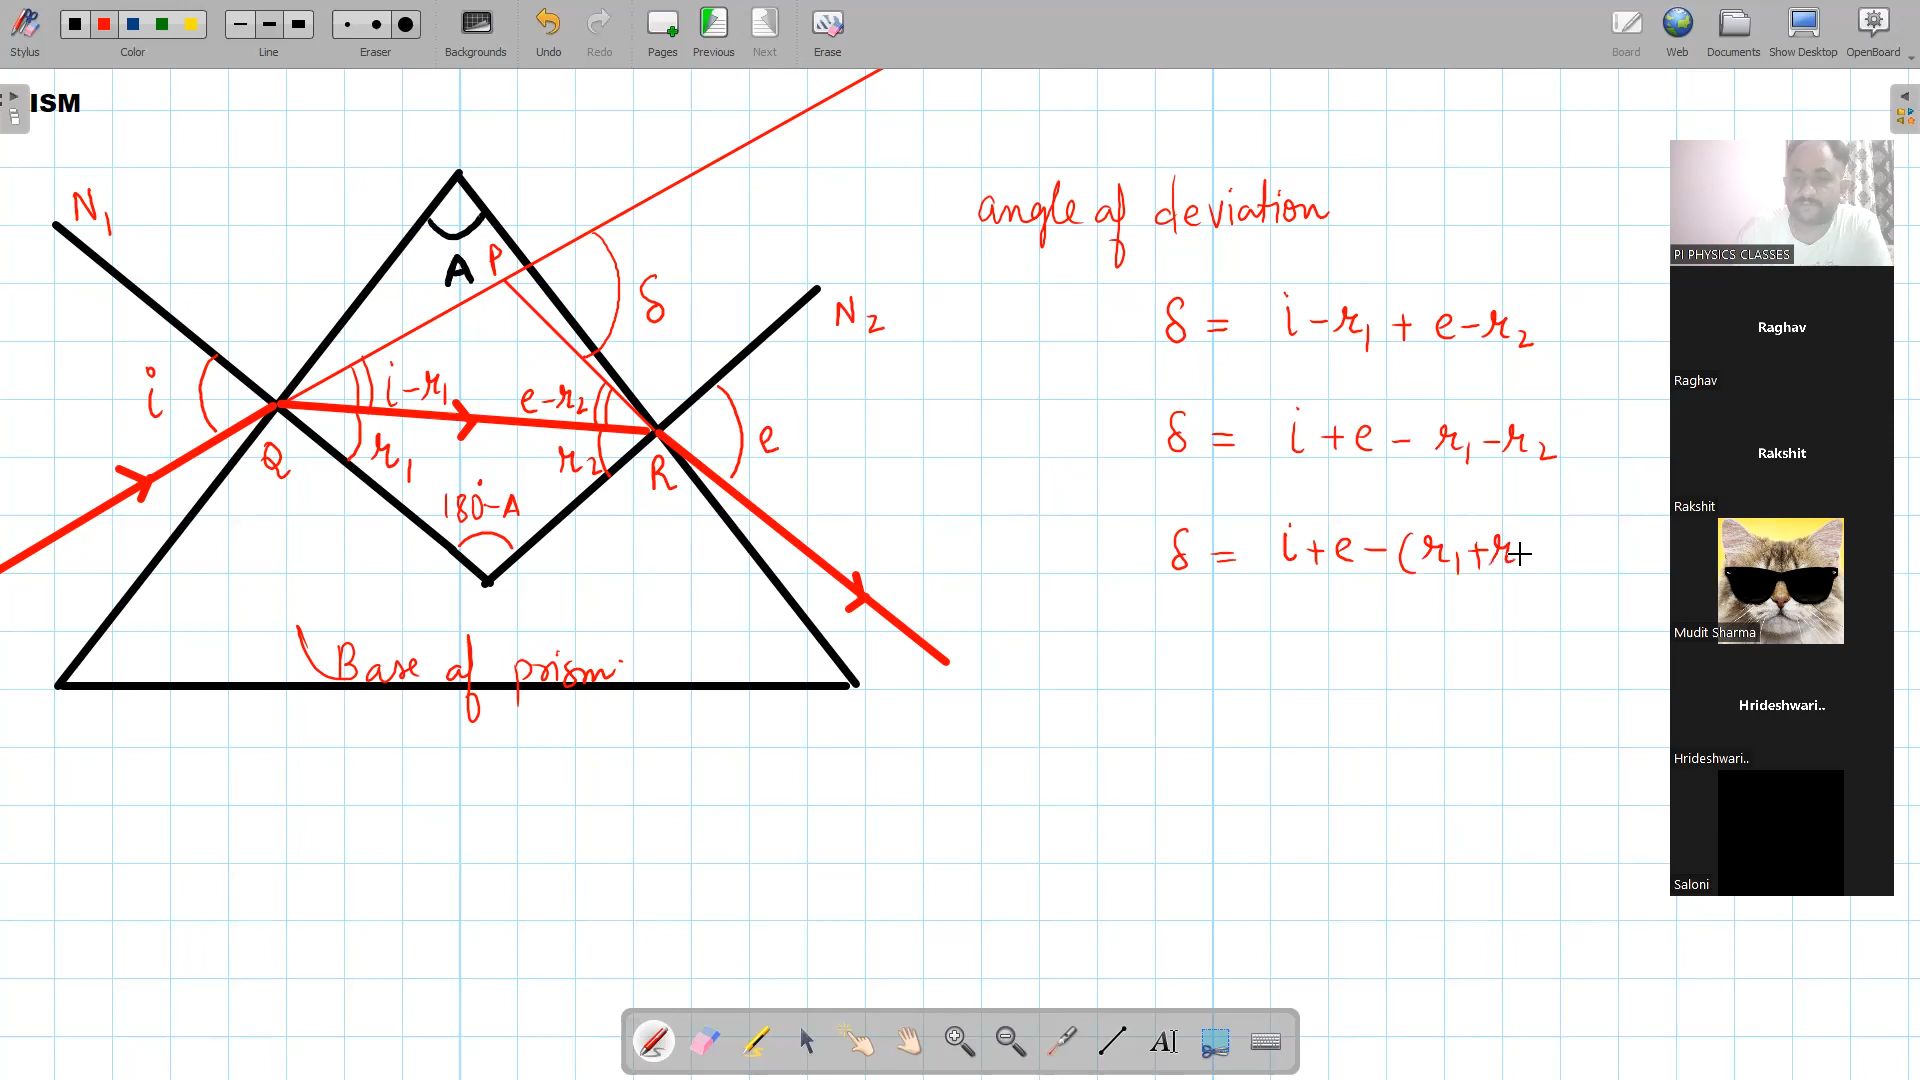 Stylus
Color
Line
Eraser
Backgrounds
Undo
Redo
Pages
Previous
Next
Erase
Board
Web
Documents
Show Desktop
OpenBoard
ISM
N₁
A
P
δ
N₂
i
i-r₁
e-r₂
e
Q
r₁
r₂
R
180°-A
Base of prism
angle of deviation
δ = i-r₁ + e-r₂
δ = i+e - r₁-r₂
δ = i+e-(r₁+r
PI PHYSICS CLASSES
Raghav
Raghav
Rakshit
Rakshit
Mudit Sharma
Hrideshwari..
Hrideshwari..
Saloni